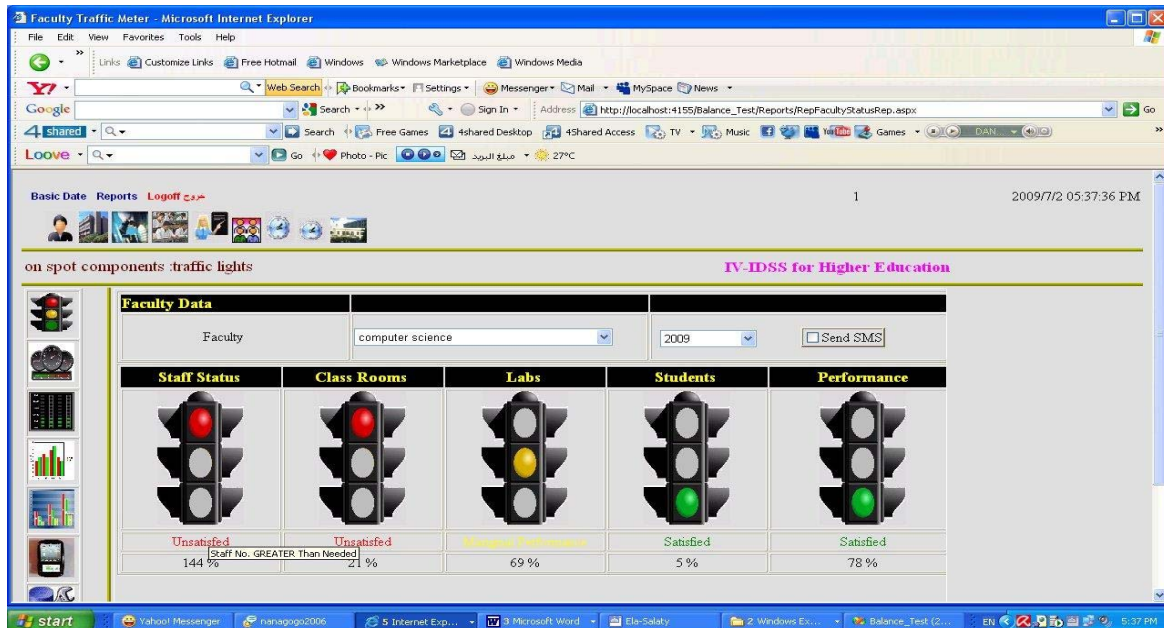 Faculty Traffic Meter - Microsoft Internet Explorer
File Edit View Favorites Tools Help
» Links Customize Links Free Hotmail Windows Windows Marketplace Windows Media
Y! Web Search Bookmarks Settings Messenger Mail MySpace News
Google Search » Sign In Address http://localhost:4155/Balance_Test/Reports/RepFacultyStatusRep.aspx Go
4shared Search Free Games 4shared Desktop 4Shared Access TV Music YouTube Games DAN... »
Loove Go Photo - Pic مبلغ البريد 27°C
Basic Date Reports Logoff خروج 1 2009/7/2 05:37:36 PM
on spot components :traffic lights IV-IDSS for Higher Education
Faculty Data
Faculty computer science 2009 Send SMS
Staff Status Class Rooms Labs Students Performance
Unsatisfed Unsatisfed Satisfied Satisfied
Staff No. GREATER Than Needed
144 % 21 % 69 % 5 % 78 %
start Yahoo! Messenger nanagogo2006 5 Internet Exp... 3 Microsoft Word Ela-Salaty 2 Windows Ex... Balance_Test (2... EN 5:37 PM